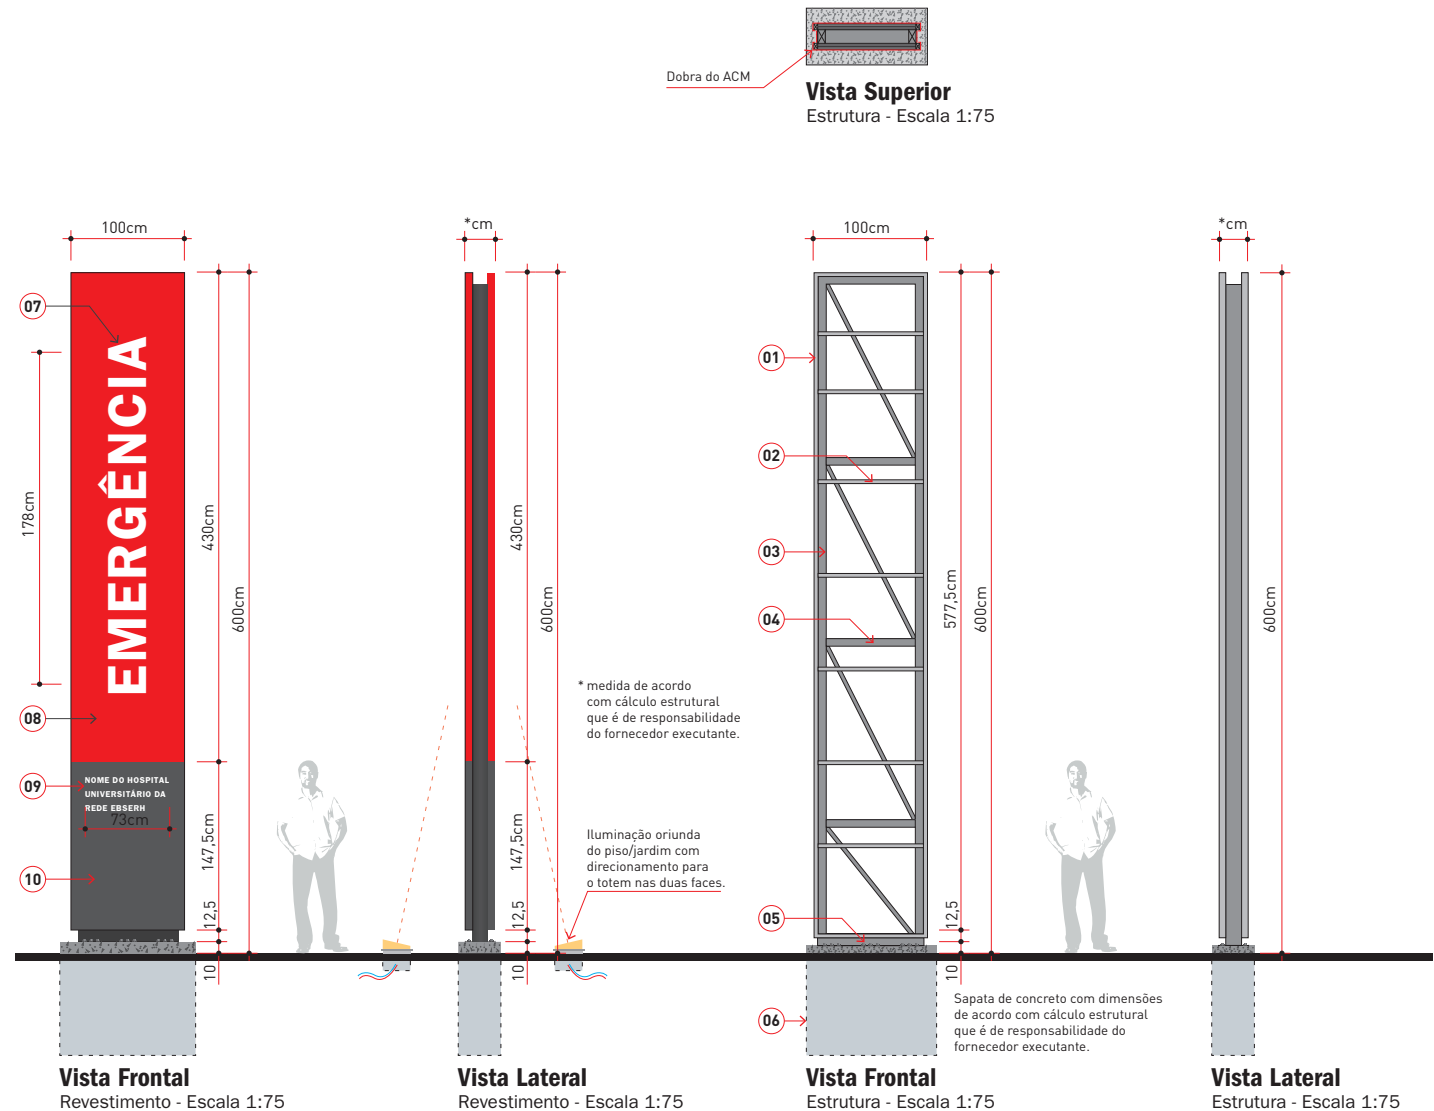 Dobra do ACM
Vista Superior
Estrutura - Escala 1:75
100cm
*cm
100cm
*cm
07
EMERGÊNCIA
178cm
430cm
600cm
08
09
NOME DO HOSPITAL
UNIVERSITÁRIO DA
REDE EBSERH
73cm
147,5cm
10
12,5
10
430cm
600cm
147,5cm
12,5
10
* medida de acordo
com cálculo estrutural
que é de responsabilidade
do fornecedor executante.
Iluminação oriunda
do piso/jardim com
direcionamento para
o totem nas duas faces.
01
02
03
04
05
06
577,5cm
600cm
12,5
10
600cm
Sapata de concreto com dimensões
de acordo com cálculo estrutural
que é de responsabilidade do
fornecedor executante.
Vista Frontal
Revestimento - Escala 1:75
Vista Lateral
Revestimento - Escala 1:75
Vista Frontal
Estrutura - Escala 1:75
Vista Lateral
Estrutura - Escala 1:75